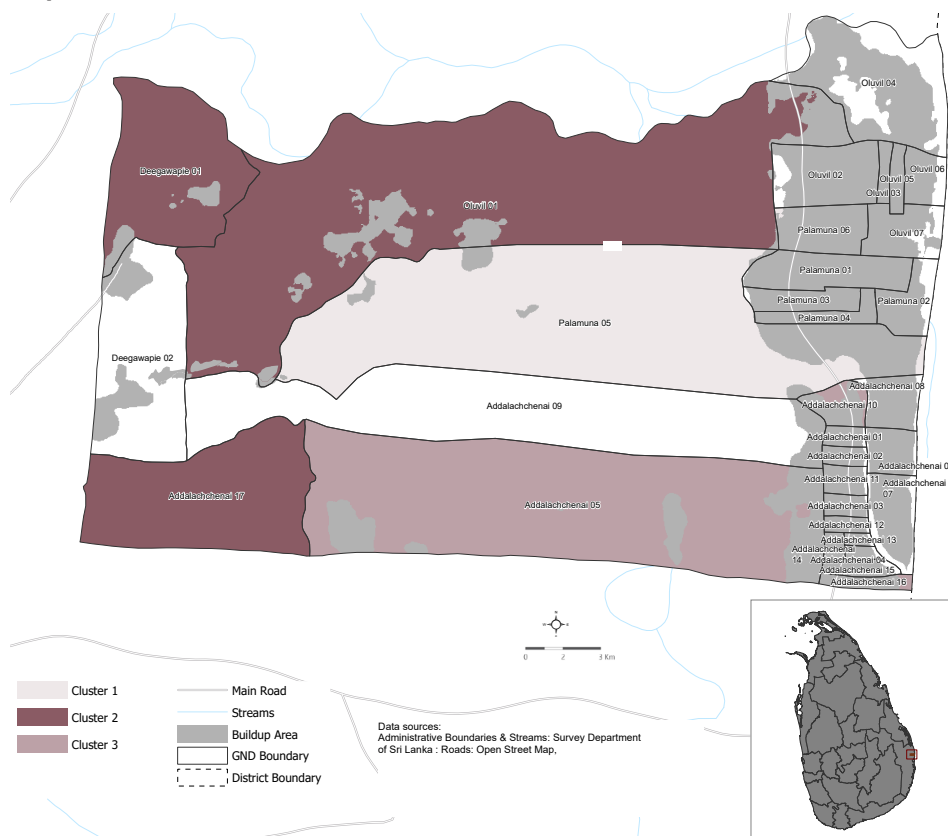 Oluvil 04
Deegawapie 01
Oluvil 01
Oluvil 02
Oluvil 05
Oluvil 06
Oluvil 03
Palamuna 06
Oluvil 07
Palamuna 01
Palamuna 03
Palamuna 02
Palamuna 04
Palamuna 05
Deegawapie 02
Addalachchenai 08
Addalachchenai 09
Addalachchenai 10
Addalachchenai 01
Addalachchenai 02
Addalachchenai 0
Addalachchenai 11
Addalachchenai
07
Addalachchenai 17
Addalachchenai 05
Addalachchenai 03
Addalachchenai 12
Addalachchenai 13
Addalachchenai
14
Addalachchenai 04
Addalachchenai 15
Addalachchenai 16
0 2 3 Km
Cluster 1
Cluster 2
Cluster 3
Main Road
Streams
Buildup Area
GND Boundary
District Boundary
Data sources:
Administrative Boundaries & Streams: Survey Department
of Sri Lanka : Roads: Open Street Map,